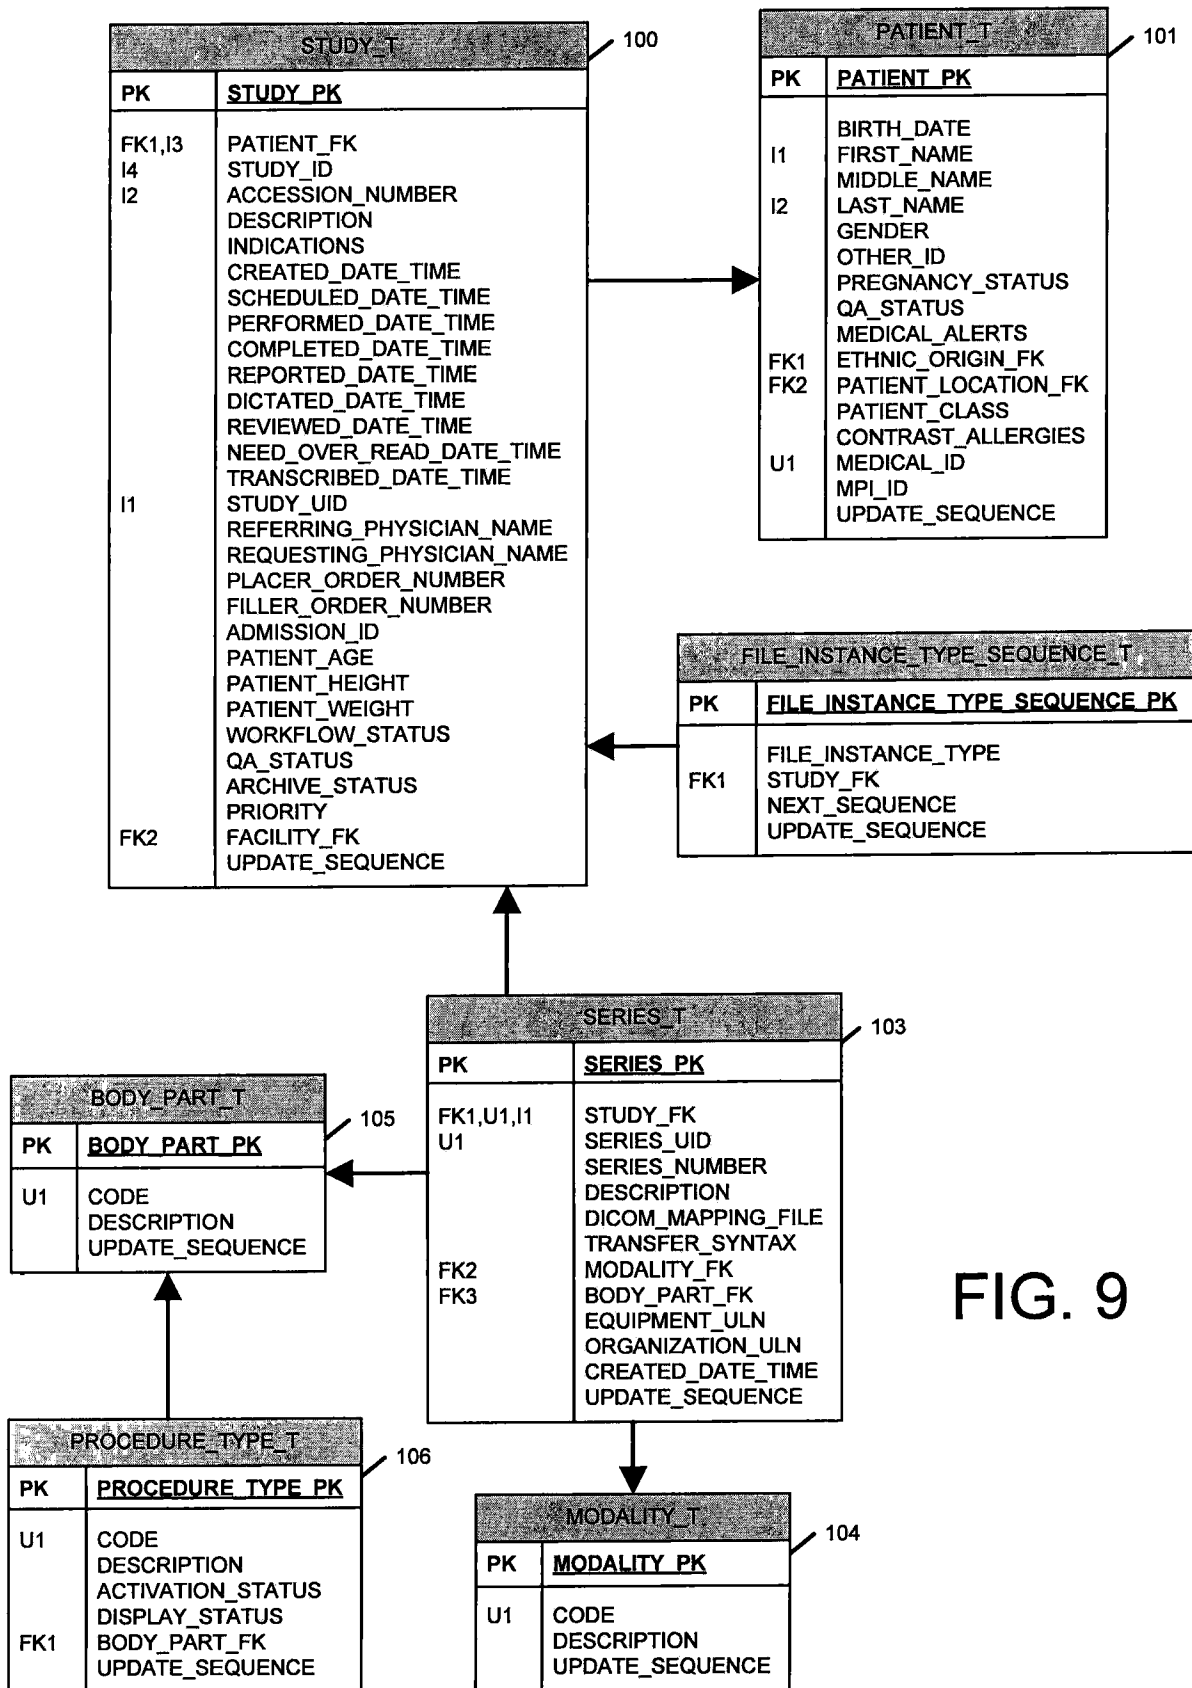 STUDY_T
100
PK STUDY_PK
FK1,I3 PATIENT_FK
I4 STUDY_ID
I2 ACCESSION_NUMBER
DESCRIPTION
INDICATIONS
CREATED_DATE_TIME
SCHEDULED_DATE_TIME
PERFORMED_DATE_TIME
COMPLETED_DATE_TIME
REPORTED_DATE_TIME
DICTATED_DATE_TIME
REVIEWED_DATE_TIME
NEED_OVER_READ_DATE_TIME
TRANSCRIBED_DATE_TIME
I1 STUDY_UID
REFERRING_PHYSICIAN_NAME
REQUESTING_PHYSICIAN_NAME
PLACER_ORDER_NUMBER
FILLER_ORDER_NUMBER
ADMISSION_ID
PATIENT_AGE
PATIENT_HEIGHT
PATIENT_WEIGHT
WORKFLOW_STATUS
QA_STATUS
ARCHIVE_STATUS
PRIORITY
FK2 FACILITY_FK
UPDATE_SEQUENCE
PATIENT_T
101
PK PATIENT_PK
BIRTH_DATE
I1 FIRST_NAME
MIDDLE_NAME
I2 LAST_NAME
GENDER
OTHER_ID
PREGNANCY_STATUS
QA_STATUS
MEDICAL_ALERTS
FK1 ETHNIC_ORIGIN_FK
FK2 PATIENT_LOCATION_FK
PATIENT_CLASS
CONTRAST_ALLERGIES
U1 MEDICAL_ID
MPI_ID
UPDATE_SEQUENCE
FILE_INSTANCE_TYPE_SEQUENCE_T
PK FILE_INSTANCE_TYPE_SEQUENCE_PK
FILE_INSTANCE_TYPE
FK1 STUDY_FK
NEXT_SEQUENCE
UPDATE_SEQUENCE
SERIES_T
103
PK SERIES_PK
FK1,U1,I1 STUDY_FK
U1 SERIES_UID
SERIES_NUMBER
DESCRIPTION
DICOM_MAPPING_FILE
TRANSFER_SYNTAX
FK2 MODALITY_FK
FK3 BODY_PART_FK
EQUIPMENT_ULN
ORGANIZATION_ULN
CREATED_DATE_TIME
UPDATE_SEQUENCE
BODY_PART_T
105
PK BODY_PART_PK
U1 CODE
DESCRIPTION
UPDATE_SEQUENCE
FIG. 9
PROCEDURE_TYPE_T
106
PK PROCEDURE_TYPE_PK
U1 CODE
DESCRIPTION
ACTIVATION_STATUS
DISPLAY_STATUS
FK1 BODY_PART_FK
UPDATE_SEQUENCE
MODALITY_T
104
PK MODALITY_PK
U1 CODE
DESCRIPTION
UPDATE_SEQUENCE